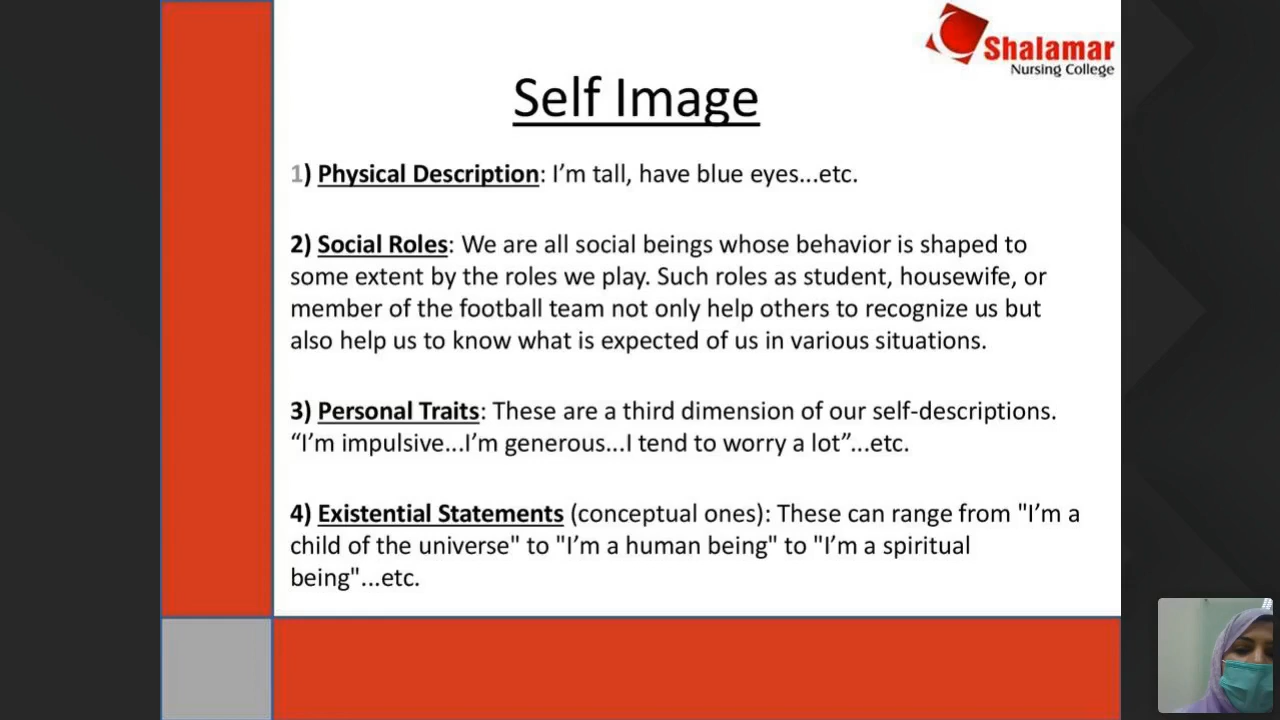 Shalamar
Nursing College
Self Image
1) Physical Description: I’m tall, have blue eyes...etc.
2) Social Roles: We are all social beings whose behavior is shaped to
some extent by the roles we play. Such roles as student, housewife, or
member of the football team not only help others to recognize us but
also help us to know what is expected of us in various situations.
3) Personal Traits: These are a third dimension of our self-descriptions.
“I’m impulsive...I’m generous...I tend to worry a lot”...etc.
4) Existential Statements (conceptual ones): These can range from "I’m a
child of the universe" to "I’m a human being" to "I’m a spiritual
being"...etc.